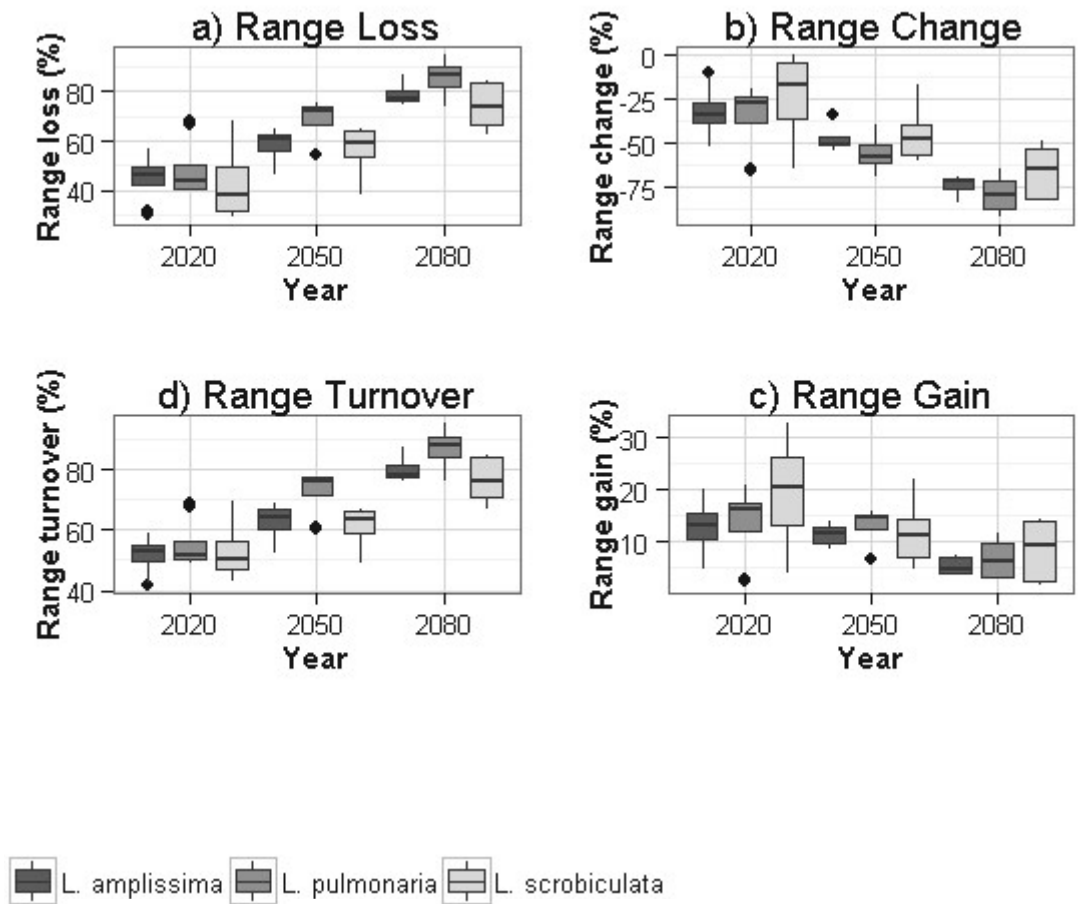 a) Range Loss
Range loss (%)
80
60
40
2020 2050 2080
Year
b) Range Change
Range change (%)
0
-25
-50
-75
2020 2050 2080
Year
d) Range Turnover
Range turnover (%)
80
60
40
2020 2050 2080
Year
c) Range Gain
Range gain (%)
30
20
10
2020 2050 2080
Year
L. amplissima L. pulmonaria L. scrobiculata